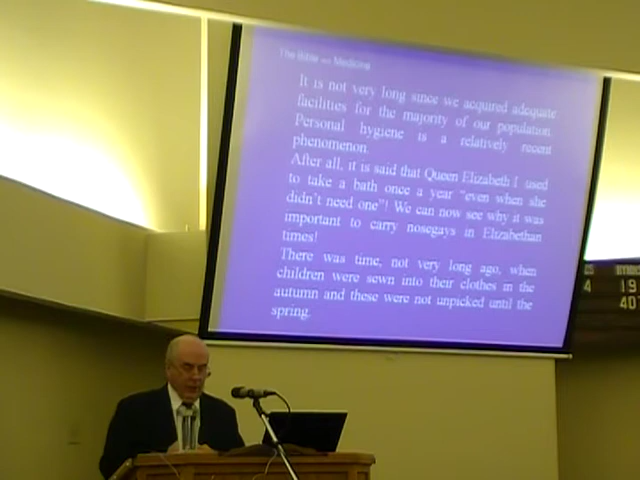 The Bible and Medicine
It is not very long since we acquired adequate
facilities for the majority of our population.
Personal hygiene is a relatively recent
phenomenon.
After all, it is said that Queen Elizabeth I used
to take a bath once a year "even when she
didn't need one"! We can now see why it was
important to carry nosegays in Elizabethan
times!
There was time, not very long ago, when
children were sewn into their clothes in the
autumn and these were not unpicked until the
spring.
4 19
40